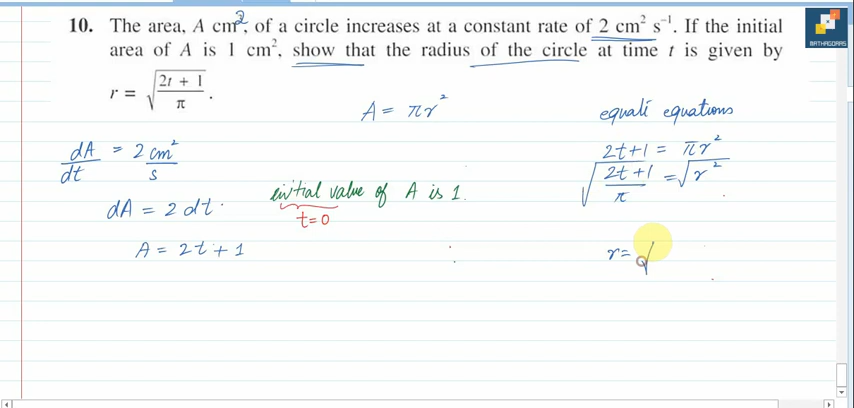 10. The area, A cm², of a circle increases at a constant rate of 2 cm² s⁻¹. If the initial
area of A is 1 cm², show that the radius of the circle at time t is given by
r = √((2t + 1)/π).
MATHAGORAS
A = πr²
equali equations
dA/dt = 2 cm²/s
2t+1 = πr²
√((2t+1)/π) = √(r²)
initial value of A is 1.
t=0
dA = 2 dt.
A = 2t + 1
r = √